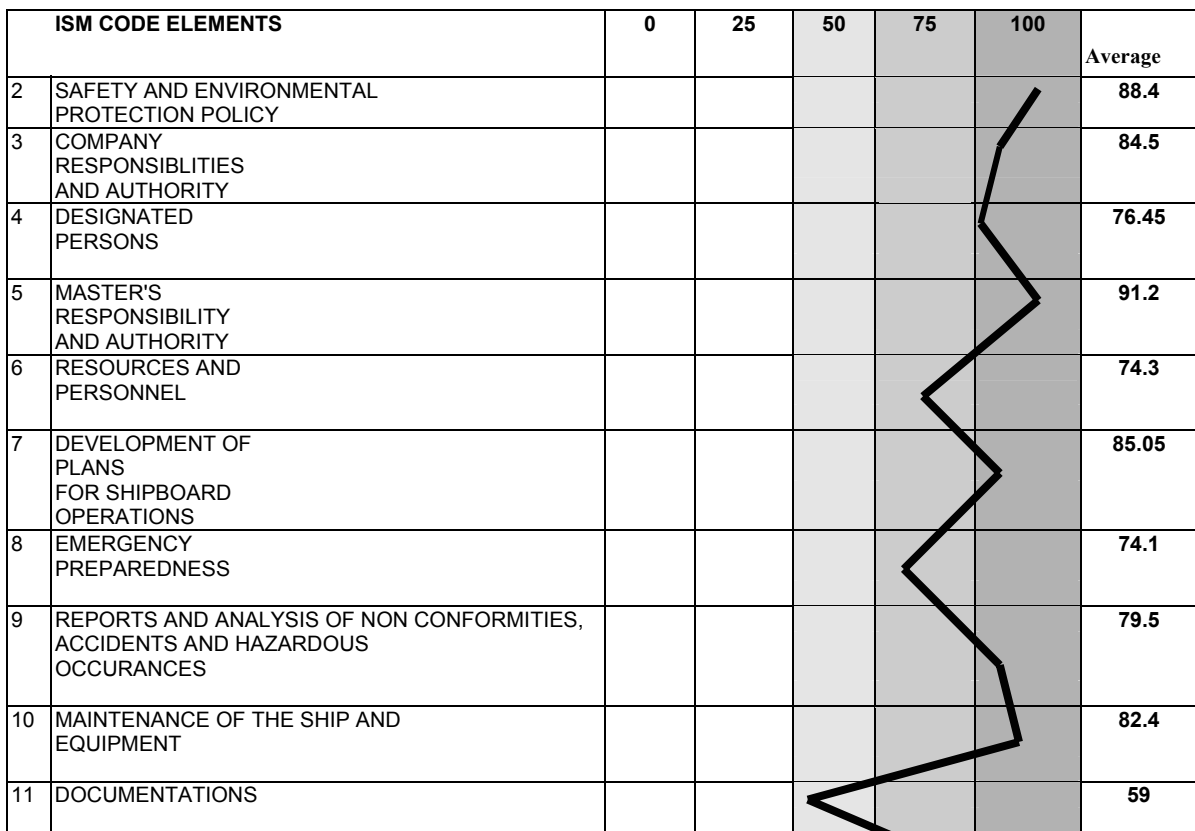 ISM CODE ELEMENTS 0 25 50 75 100
Average
2 SAFETY AND ENVIRONMENTAL 88.4
PROTECTION POLICY
3 COMPANY 84.5
RESPONSIBLITIES
AND AUTHORITY
4 DESIGNATED 76.45
PERSONS
5 MASTER'S 91.2
RESPONSIBILITY
AND AUTHORITY
6 RESOURCES AND 74.3
PERSONNEL
7 DEVELOPMENT OF 85.05
PLANS
FOR SHIPBOARD
OPERATIONS
8 EMERGENCY 74.1
PREPAREDNESS
9 REPORTS AND ANALYSIS OF NON CONFORMITIES, 79.5
ACCIDENTS AND HAZARDOUS
OCCURANCES
10 MAINTENANCE OF THE SHIP AND 82.4
EQUIPMENT
11 DOCUMENTATIONS 59